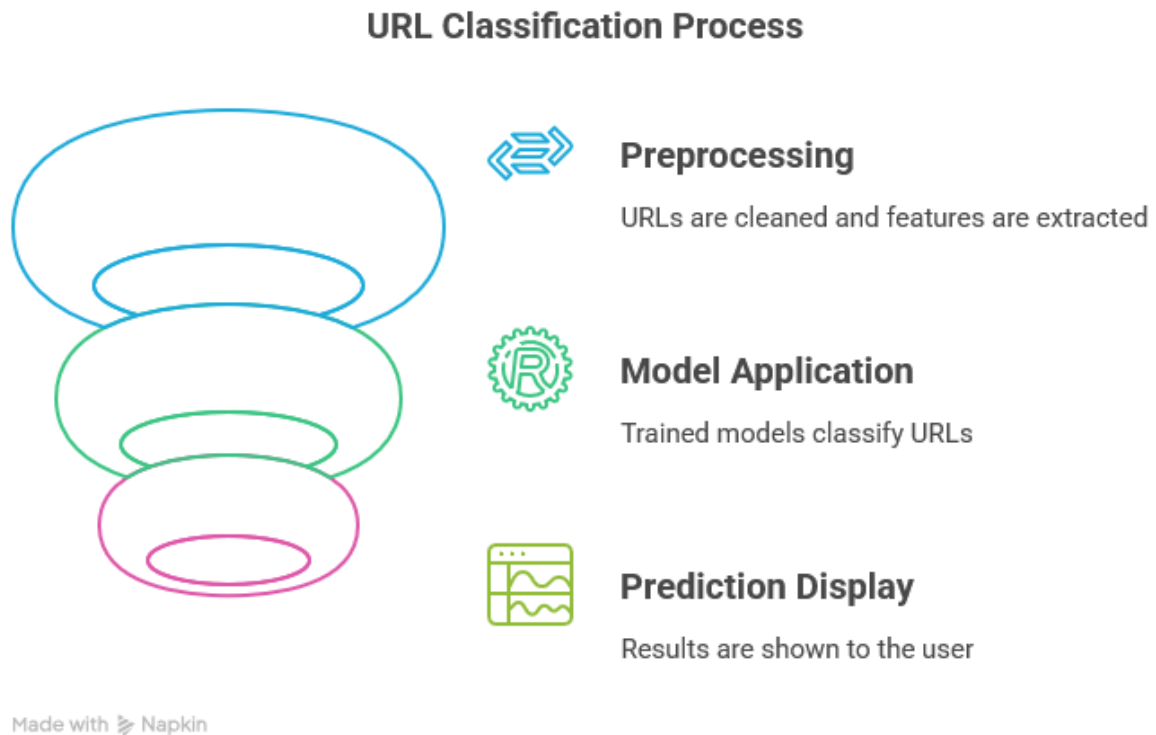 URL Classification Process
Preprocessing
URLs are cleaned and features are extracted
R
Model Application
Trained models classify URLs
Prediction Display
Results are shown to the user
Made with Napkin